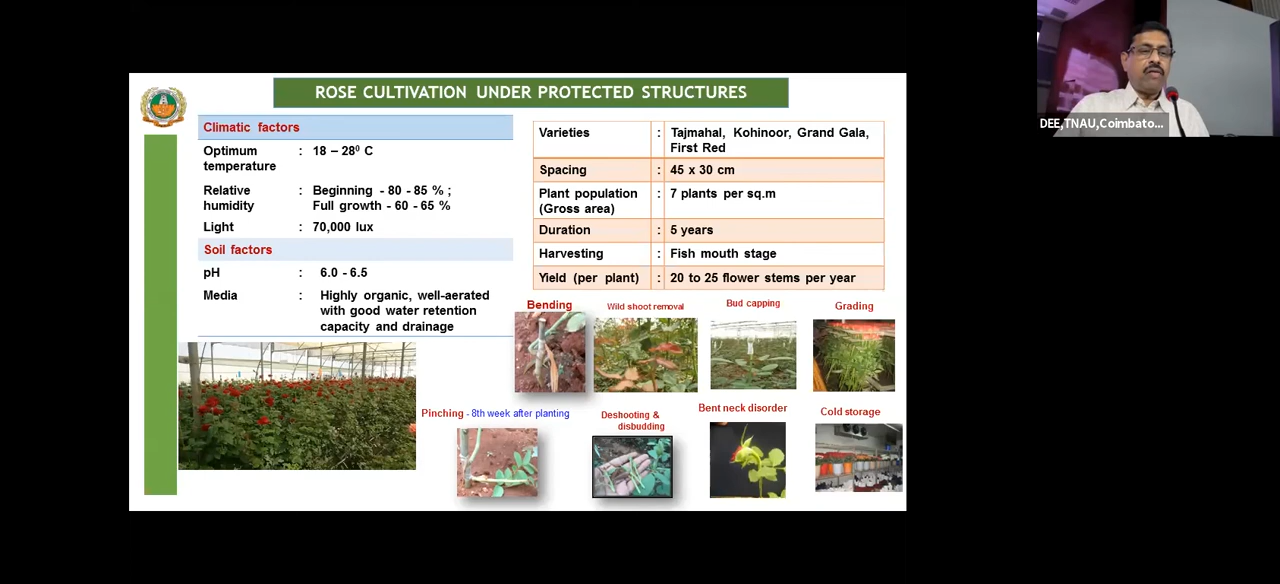 ROSE CULTIVATION UNDER PROTECTED STRUCTURES
Climatic factors
Optimum temperature : 18 – 28⁰ C
Relative humidity : Beginning - 80 - 85 % ;
Full growth - 60 - 65 %
Light : 70,000 lux
Soil factors
pH : 6.0 - 6.5
Media : Highly organic, well-aerated
with good water retention
capacity and drainage
Varieties : Tajmahal, Kohinoor, Grand Gala,
First Red
Spacing : 45 x 30 cm
Plant population (Gross area) : 7 plants per sq.m
Duration : 5 years
Harvesting : Fish mouth stage
Yield (per plant) : 20 to 25 flower stems per year
Bending
Wild shoot removal
Bud capping
Grading
Pinching - 8th week after planting
Deshooting &
disbudding
Bent neck disorder
Cold storage
DEE,TNAU,Coimbato...